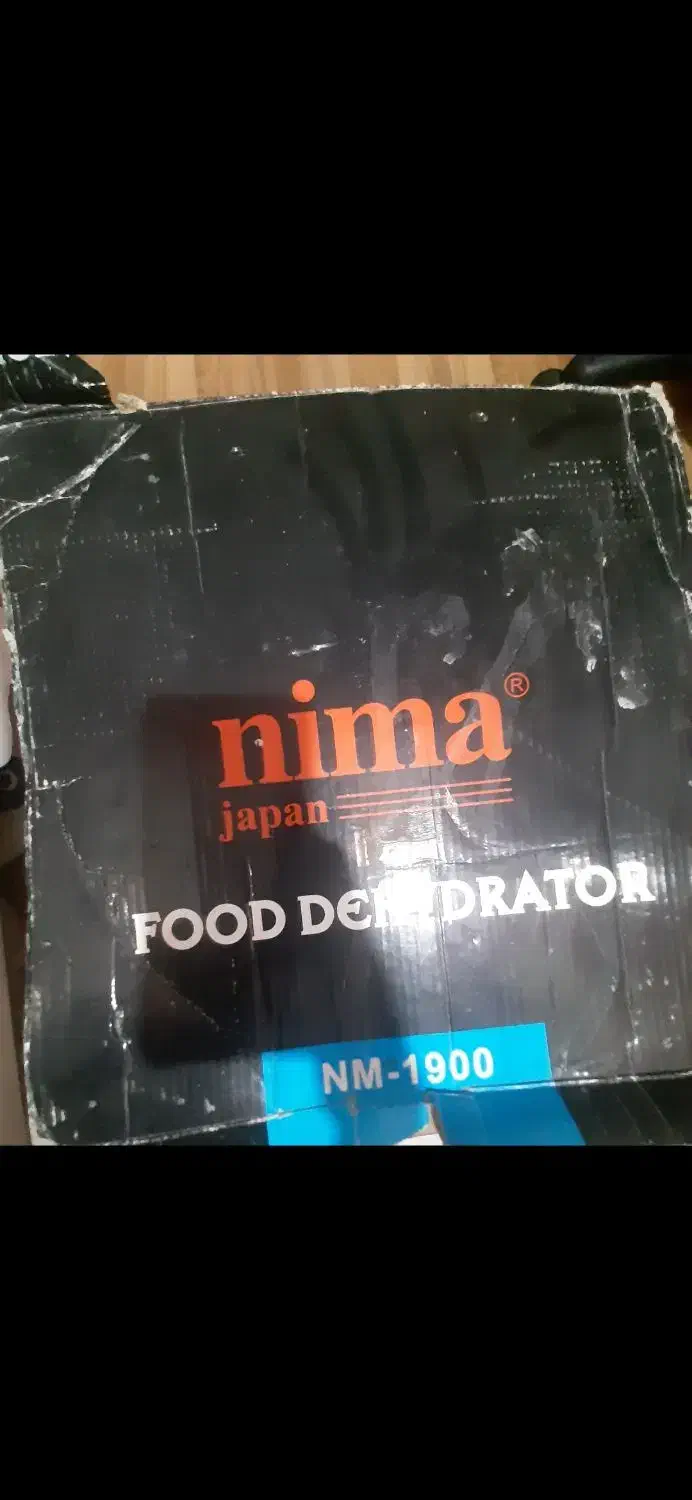 nima®
japan
FOOD DEHYDRATOR
NM-1900